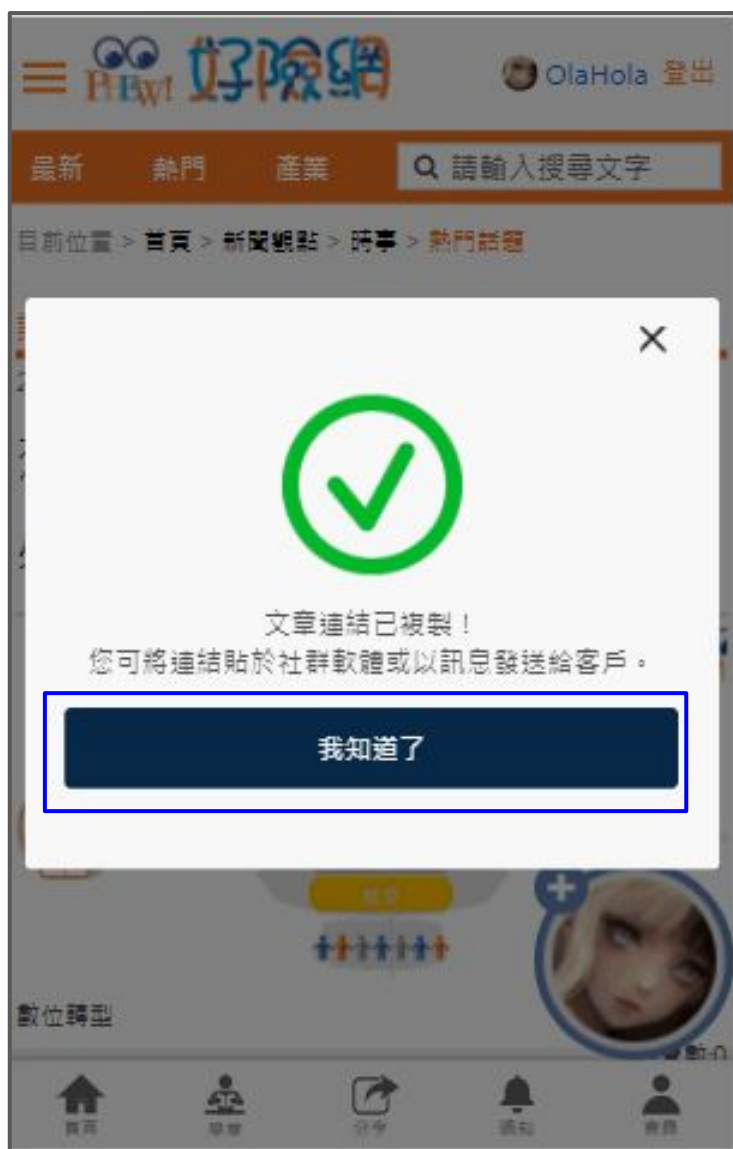 PHEW! 好險網
OlaHola 登出
最新 熱門 產業 請輸入搜尋文字
目前位置 > 首頁 > 新聞觀點 > 時事 > 熱門話題
文章連結已複製！
您可將連結貼於社群軟體或以訊息發送給客戶。
我知道了
數位轉型
首頁 分享 通知 會員